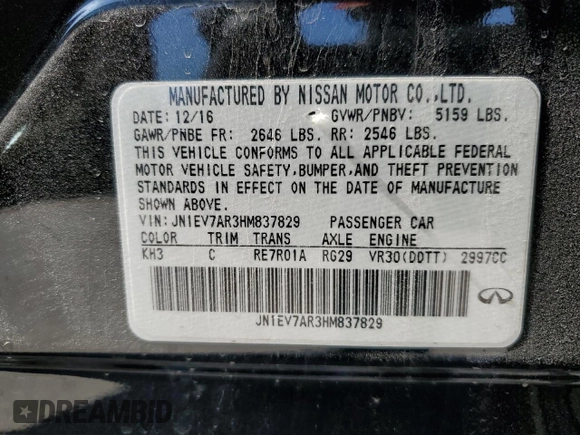 MANUFACTURED BY NISSAN MOTOR CO.,LTD.
DATE: 12/16 GVWR/PNBV: 5159 LBS.
GAWR/PNBE FR: 2646 LBS. RR: 2546 LBS.
THIS VEHICLE CONFORMS TO ALL APPLICABLE FEDERAL
MOTOR VEHICLE SAFETY,BUMPER,AND THEFT PREVENTION
STANDARDS IN EFFECT ON THE DATE OF MANUFACTURE
SHOWN ABOVE.
VIN: JN1EV7AR3HM837829 PASSENGER CAR
COLOR TRIM TRANS AXLE ENGINE
KH3 C RE7R01A RG29 VR30(DDTT) 2997CC
JN1EV7AR3HM837829
DREAMBID